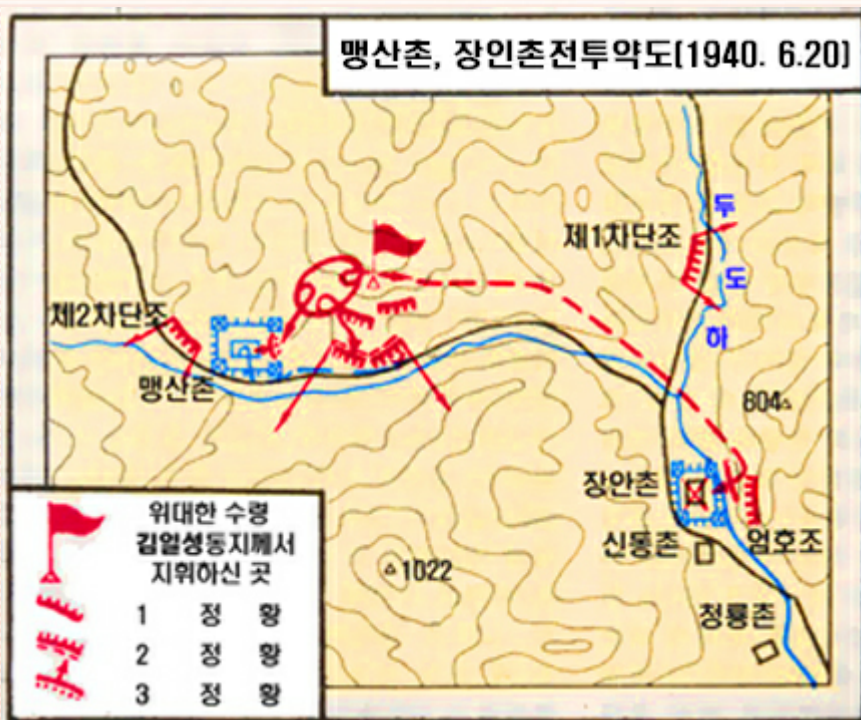 맹산촌, 장인촌전투약도(1940. 6.20)
두
도
하
제1차단조
제2차단조
맹산촌
804
장안촌
신동촌
엄호조
청룡촌
1022
위대한 수령
김일성동지께서
지휘하신 곳
1 정 황
2 정 황
3 정 황